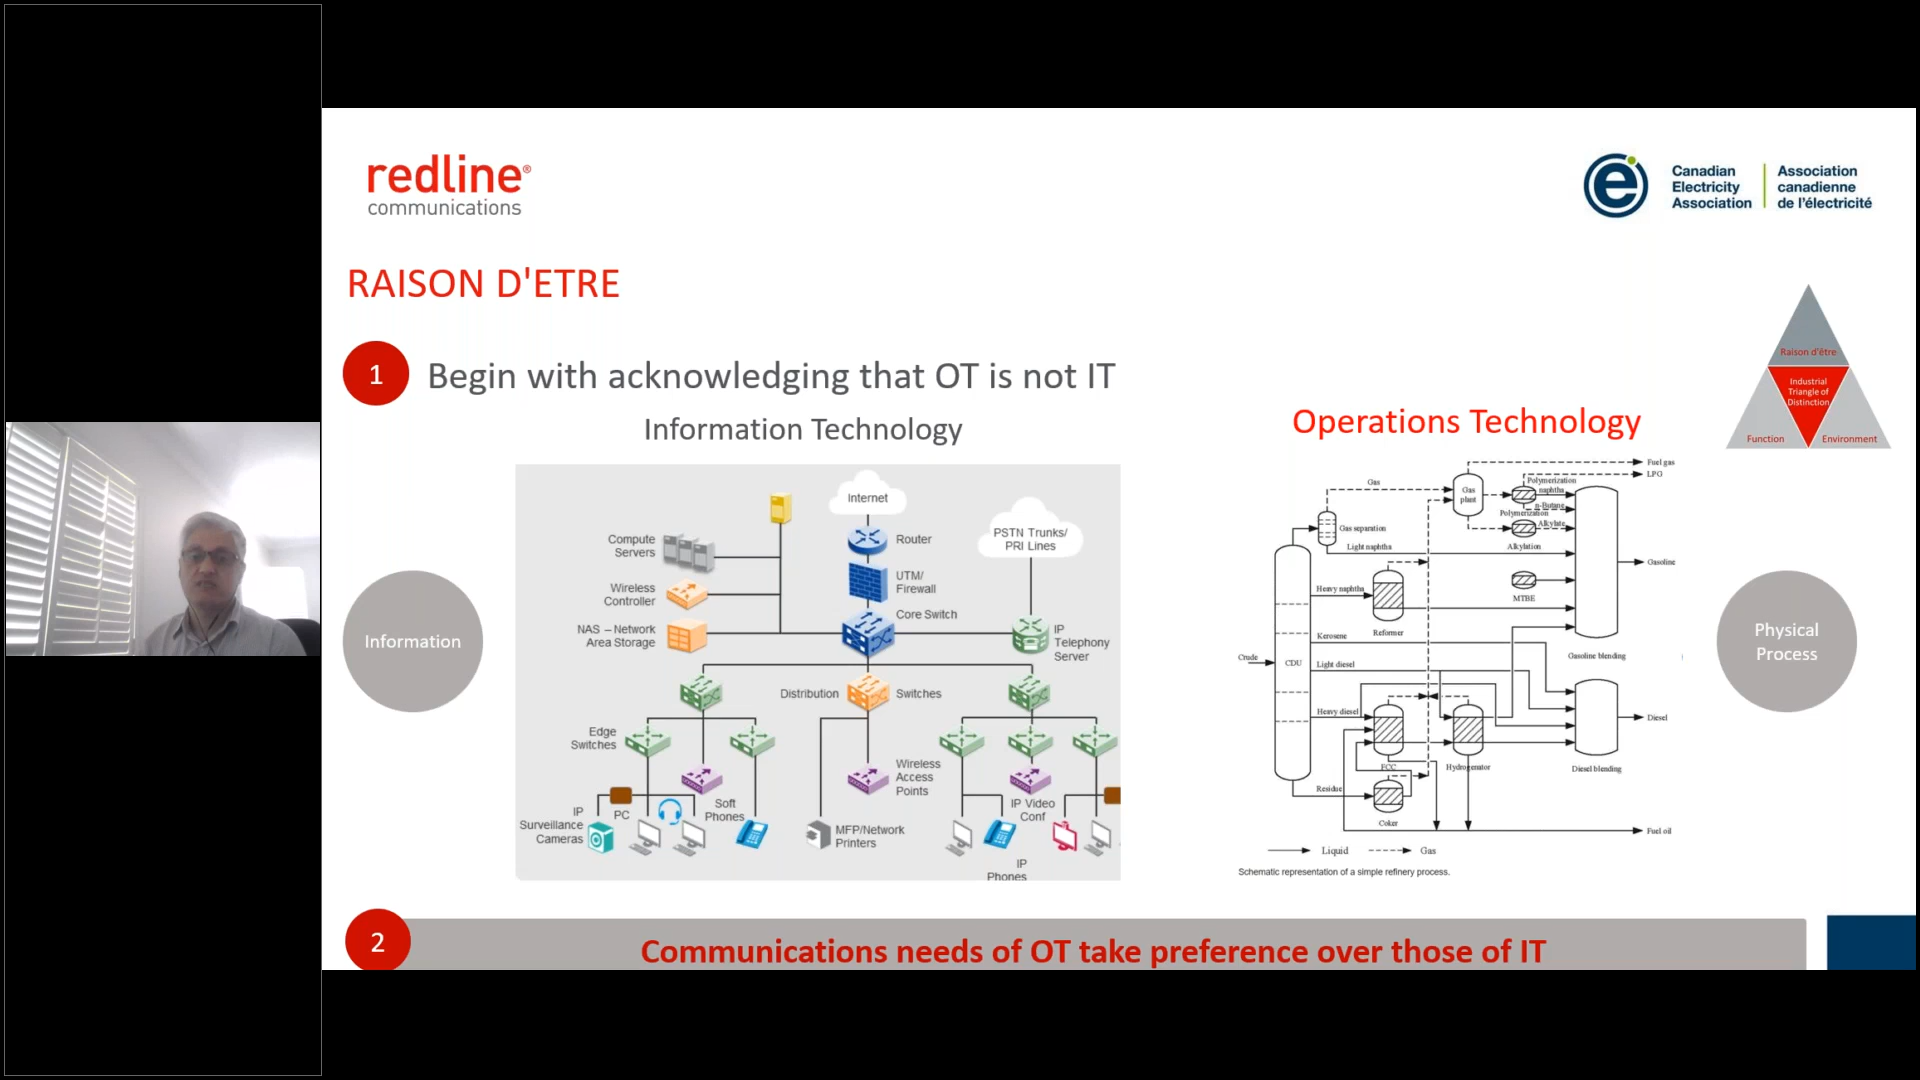 redline®
communications
Canadian
Electricity
Association
Association
canadienne
de l'électricité
RAISON D'ETRE
1
Begin with acknowledging that OT is not IT
Raison d'être
Industrial
Triangle of
Distinction
Function
Environment
Information Technology
Operations Technology
Information
Internet
PSTN Trunks/
PRI Lines
Compute
Servers
Router
Wireless
Controller
UTM/
Firewall
NAS – Network
Area Storage
Core Switch
IP
Telephony
Server
Distribution
Switches
Edge
Switches
Wireless
Access
Points
IP
Surveillance
Cameras
PC
Soft
Phones
MFP/Network
Printers
IP Video
Conf
IP
Phones
Fuel gas
LPG
Gas
Gas
plant
Polymerization
naphtha
n-Butane
Polymerization
Alkylate
Gas separation
Light naphtha
Alkylation
Gasoline
Heavy naphtha
MTBE
Reformer
Kerosene
Gasoline blending
Crude
CDU
Light diesel
Heavy diesel
Diesel
FCC
Hydrogenator
Diesel blending
Residue
Coker
Fuel oil
Liquid
Gas
Schematic representation of a simple refinery process.
Physical
Process
2
Communications needs of OT take preference over those of IT